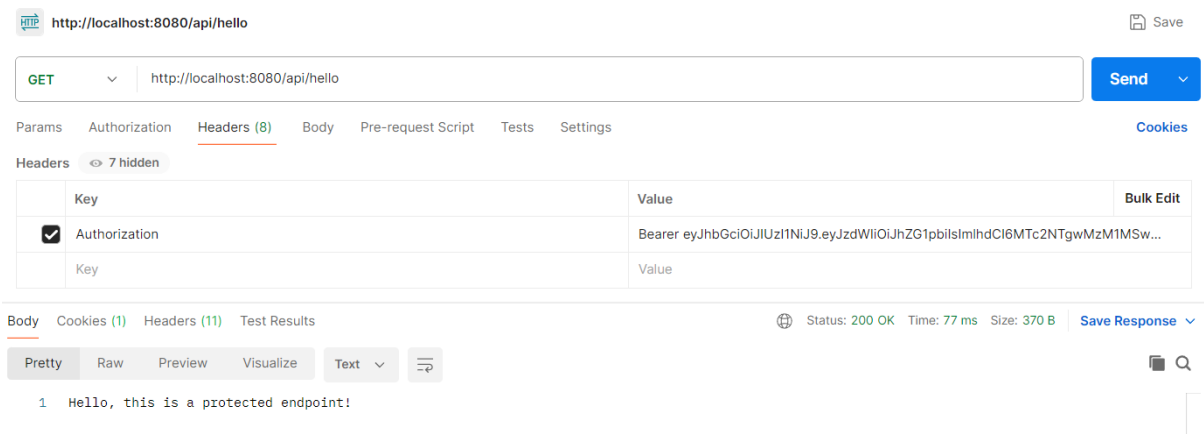 HTTP http://localhost:8080/api/hello Save
GET http://localhost:8080/api/hello Send
Params Authorization Headers (8) Body Pre-request Script Tests Settings Cookies
Headers 7 hidden
Key Value Bulk Edit
Authorization Bearer eyJhbGciOiJIUzI1NiJ9.eyJzdWIiOiJhZG1pbiIsImlhdCI6MTc2NTgwMzM1MSw...
Key Value
Body Cookies (1) Headers (11) Test Results Status: 200 OK Time: 77 ms Size: 370 B Save Response
Pretty Raw Preview Visualize Text
1 Hello, this is a protected endpoint!